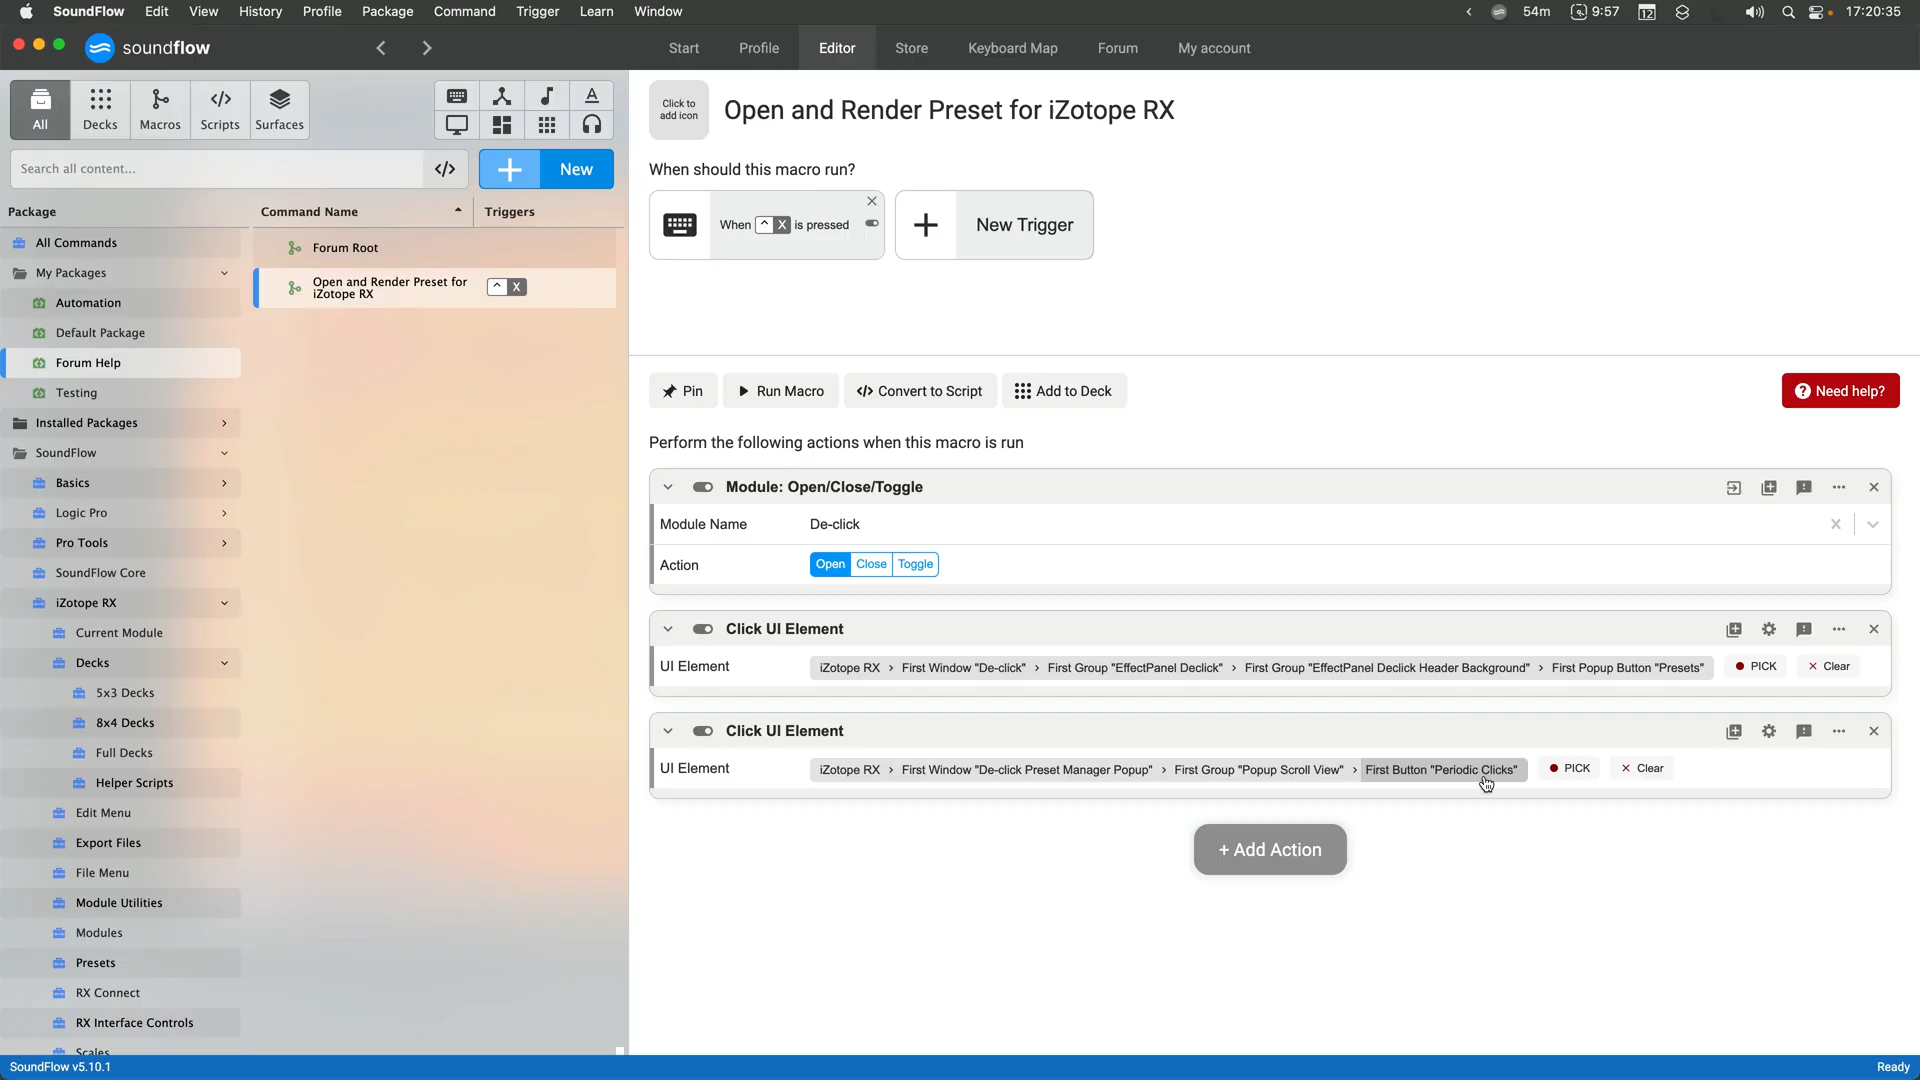 SoundFlow Edit View History Profile Package Command Trigger Learn Window 54m 9:57 12 17:20:35
soundflow Start Profile Editor Store Keyboard Map Forum My account
All Decks Macros Scripts Surfaces
Search all content... New
Package Command Name Triggers
All Commands
My Packages
Automation
Default Package
Forum Help
Testing
Installed Packages
SoundFlow
Basics
Logic Pro
Pro Tools
SoundFlow Core
iZotope RX
Current Module
Decks
5x3 Decks
8x4 Decks
Full Decks
Helper Scripts
Edit Menu
Export Files
File Menu
Module Utilities
Modules
Presets
RX Connect
RX Interface Controls
Scales
Forum Root
Open and Render Preset for
iZotope RX
^ X
Click to
add icon
Open and Render Preset for iZotope RX
When should this macro run?
When ^ X is pressed
+ New Trigger
Pin Run Macro </> Convert to Script Add to Deck Need help?
Perform the following actions when this macro is run
Module: Open/Close/Toggle
Module Name De-click
Action Open Close Toggle
Click UI Element
UI Element iZotope RX > First Window "De-click" > First Group "EffectPanel Declick" > First Group "EffectPanel Declick Header Background" > First Popup Button "Presets" PICK Clear
Click UI Element
UI Element iZotope RX > First Window "De-click Preset Manager Popup" > First Group "Popup Scroll View" > First Button "Periodic Clicks" PICK Clear
+ Add Action
SoundFlow v5.10.1 Ready